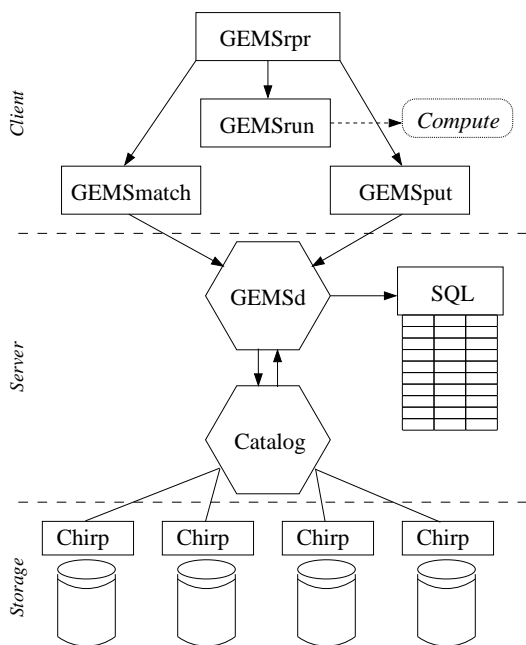 GEMSrpr
Client
GEMSrun
Compute
GEMSmatch
GEMSput
GEMSd
SQL
Server
Catalog
Chirp
Chirp
Chirp
Chirp
Storage